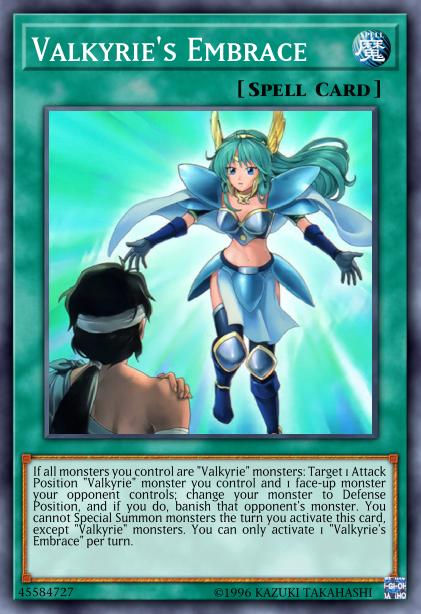 VALKYRIE'S EMBRACE
SPELL
魔
[SPELL CARD]
If all monsters you control are "Valkyrie" monsters: Target 1 Attack
Position "Valkyrie" monster you control and 1 face-up monster
your opponent controls; change your monster to Defense
Position, and if you do, banish that opponent's monster. You
cannot Special Summon monsters the turn you activate this card,
except "Valkyrie" monsters. You can only activate 1 "Valkyrie's
Embrace" per turn.
45584727
©1996 KAZUKI TAKAHASHI